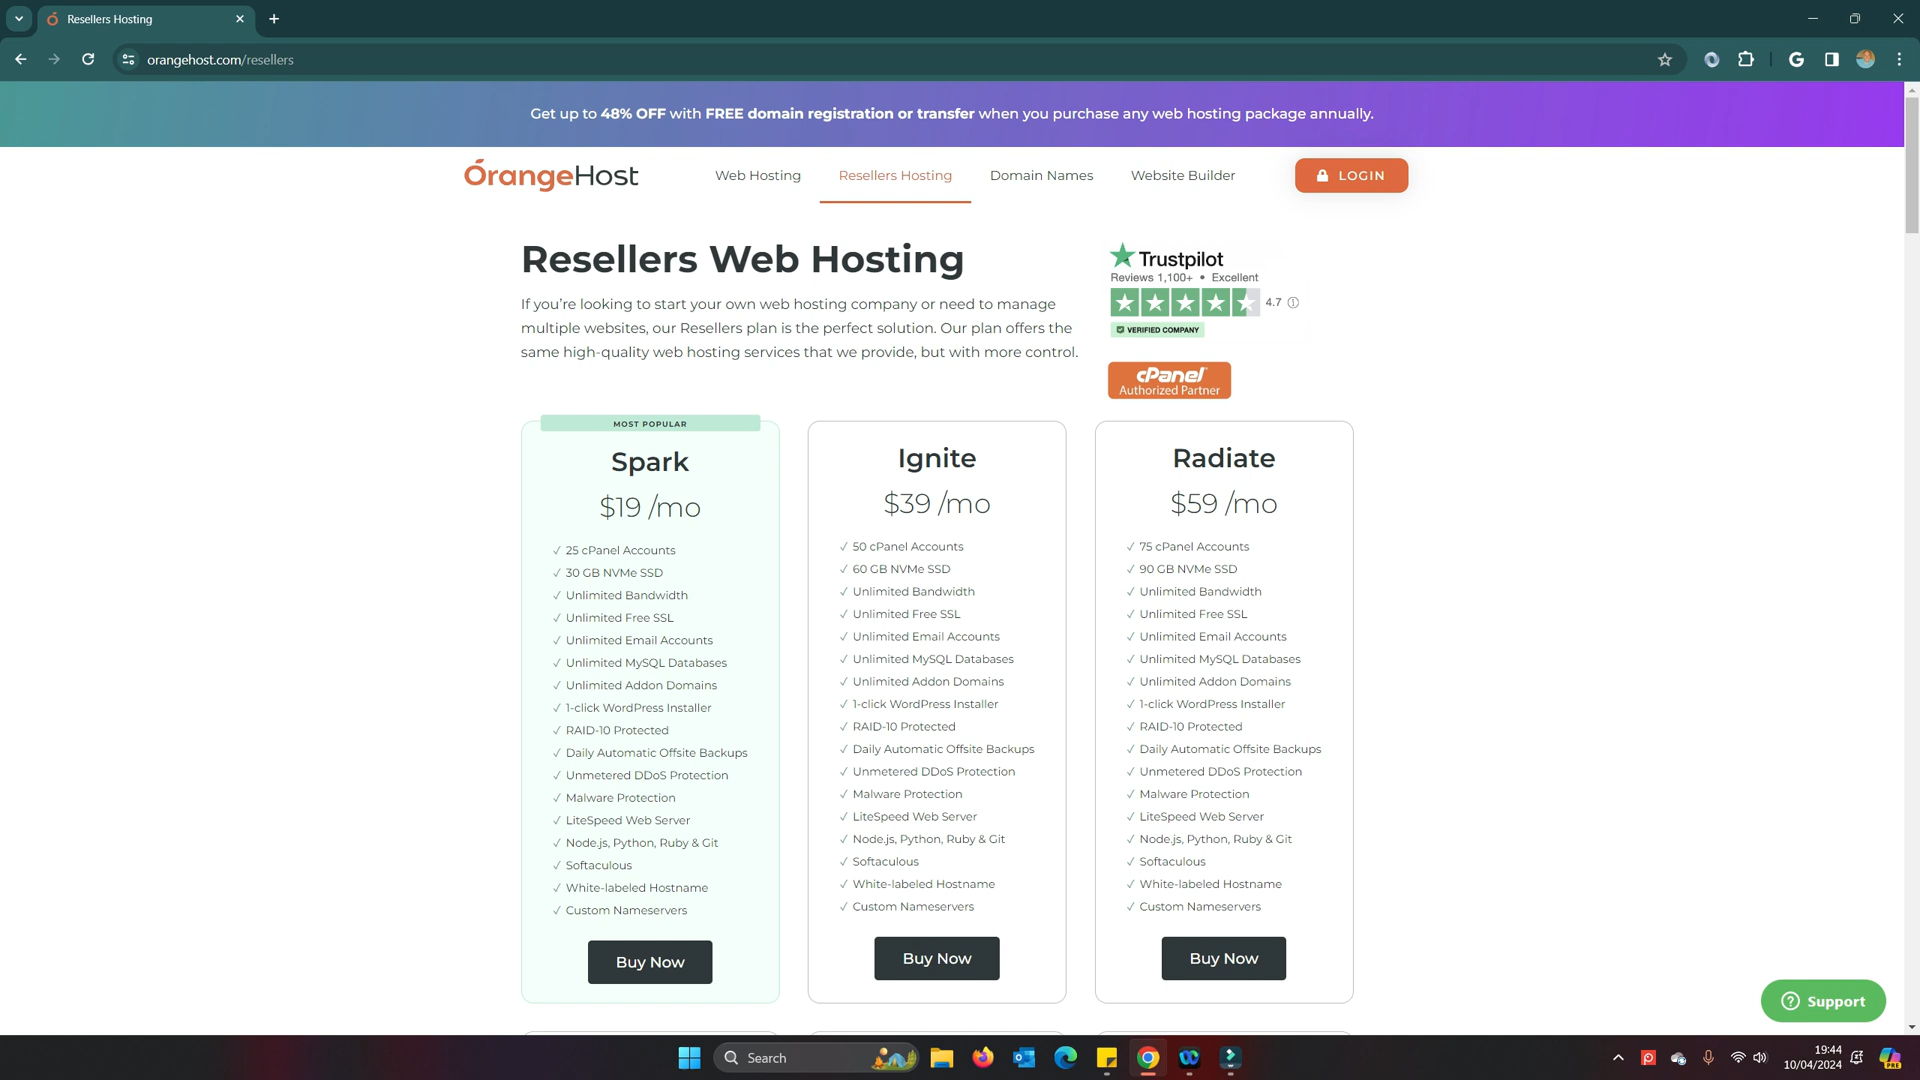 Resellers Hosting
orangehost.com/resellers
Get up to 48% OFF with FREE domain registration or transfer when you purchase any web hosting package annually.
OrangeHost
Web Hosting
Resellers Hosting
Domain Names
Website Builder
LOGIN
Resellers Web Hosting
If you're looking to start your own web hosting company or need to manage
multiple websites, our Resellers plan is the perfect solution. Our plan offers the
same high-quality web hosting services that we provide, but with more control.
Trustpilot
Reviews 1,100+ • Excellent
4.7
VERIFIED COMPANY
cPanel
Authorized Partner
MOST POPULAR
Spark
$19 /mo
✓ 25 cPanel Accounts
✓ 30 GB NVMe SSD
✓ Unlimited Bandwidth
✓ Unlimited Free SSL
✓ Unlimited Email Accounts
✓ Unlimited MySQL Databases
✓ Unlimited Addon Domains
✓ 1-click WordPress Installer
✓ RAID-10 Protected
✓ Daily Automatic Offsite Backups
✓ Unmetered DDoS Protection
✓ Malware Protection
✓ LiteSpeed Web Server
✓ Node.js, Python, Ruby & Git
✓ Softaculous
✓ White-labeled Hostname
✓ Custom Nameservers
Buy Now
Ignite
$39 /mo
✓ 50 cPanel Accounts
✓ 60 GB NVMe SSD
✓ Unlimited Bandwidth
✓ Unlimited Free SSL
✓ Unlimited Email Accounts
✓ Unlimited MySQL Databases
✓ Unlimited Addon Domains
✓ 1-click WordPress Installer
✓ RAID-10 Protected
✓ Daily Automatic Offsite Backups
✓ Unmetered DDoS Protection
✓ Malware Protection
✓ LiteSpeed Web Server
✓ Node.js, Python, Ruby & Git
✓ Softaculous
✓ White-labeled Hostname
✓ Custom Nameservers
Buy Now
Radiate
$59 /mo
✓ 75 cPanel Accounts
✓ 90 GB NVMe SSD
✓ Unlimited Bandwidth
✓ Unlimited Free SSL
✓ Unlimited Email Accounts
✓ Unlimited MySQL Databases
✓ Unlimited Addon Domains
✓ 1-click WordPress Installer
✓ RAID-10 Protected
✓ Daily Automatic Offsite Backups
✓ Unmetered DDoS Protection
✓ Malware Protection
✓ LiteSpeed Web Server
✓ Node.js, Python, Ruby & Git
✓ Softaculous
✓ White-labeled Hostname
✓ Custom Nameservers
Buy Now
Support
Search
19:44
10/04/2024